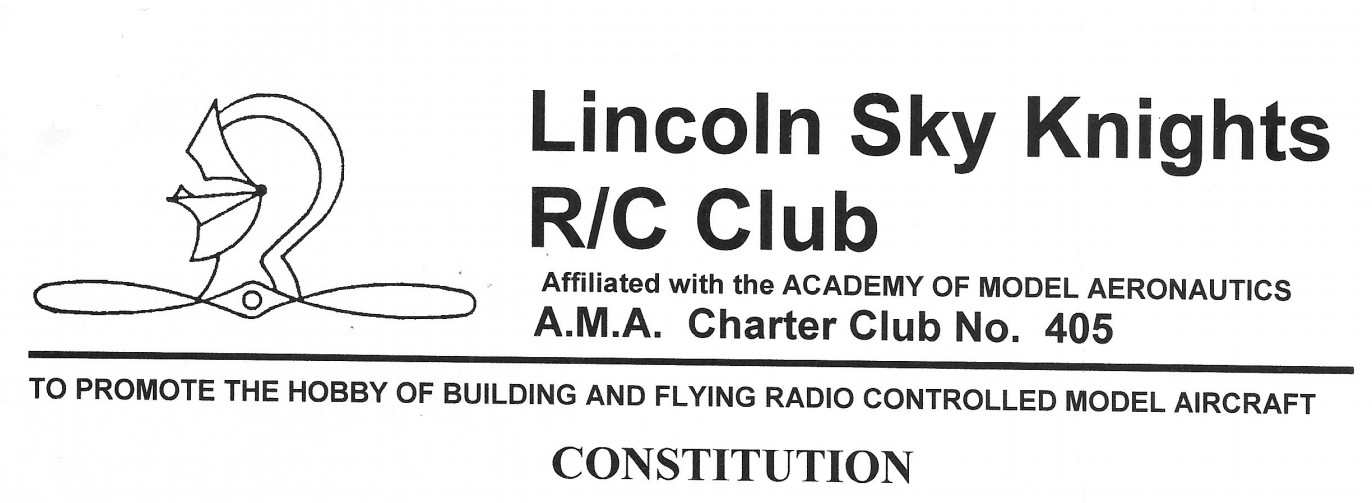 Lincoln Sky Knights
R/C Club
Affiliated with the ACADEMY OF MODEL AERONAUTICS
A.M.A. Charter Club No. 405
TO PROMOTE THE HOBBY OF BUILDING AND FLYING RADIO CONTROLLED MODEL AIRCRAFT
CONSTITUTION